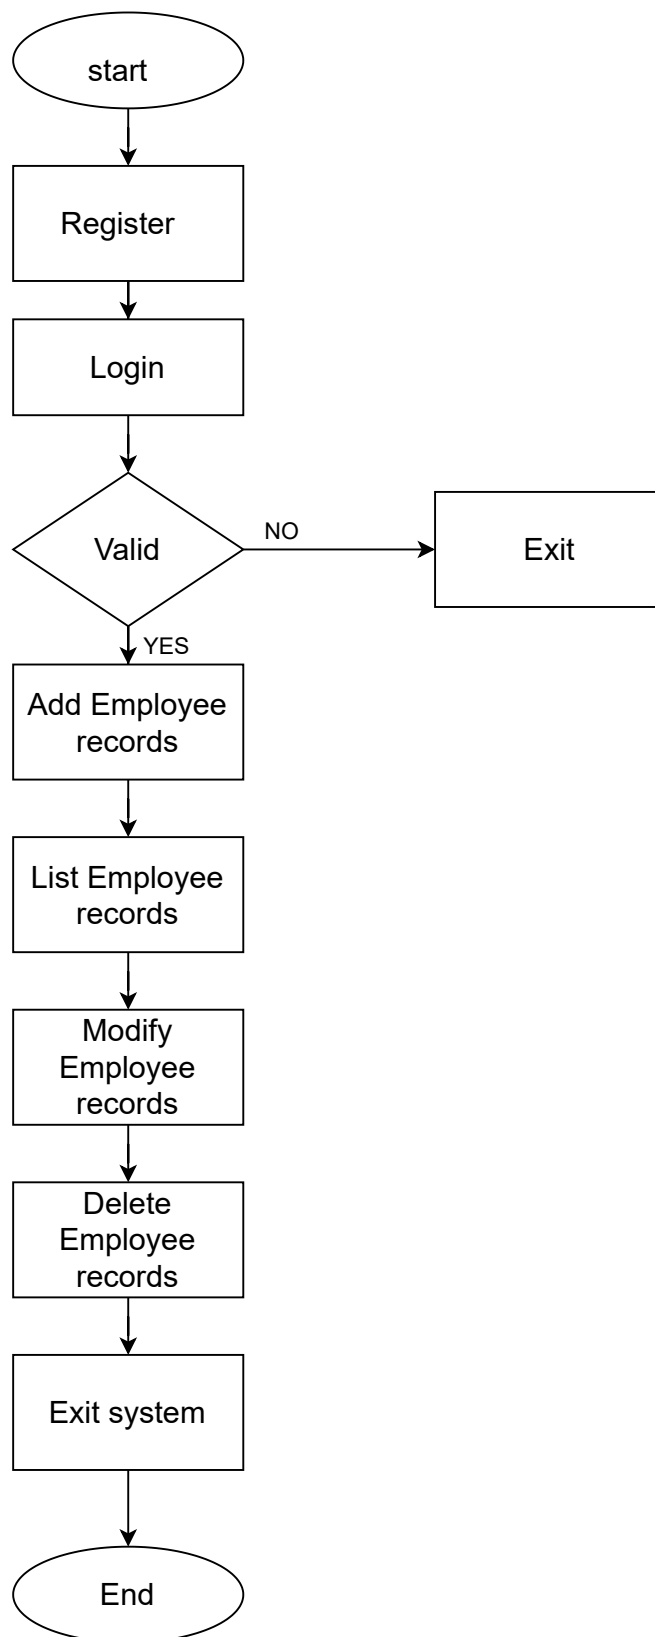 start
Register
Login
Valid
NO
Exit
YES
Add Employee
records
List Employee
records
Modify
Employee
records
Delete
Employee
records
Exit system
End